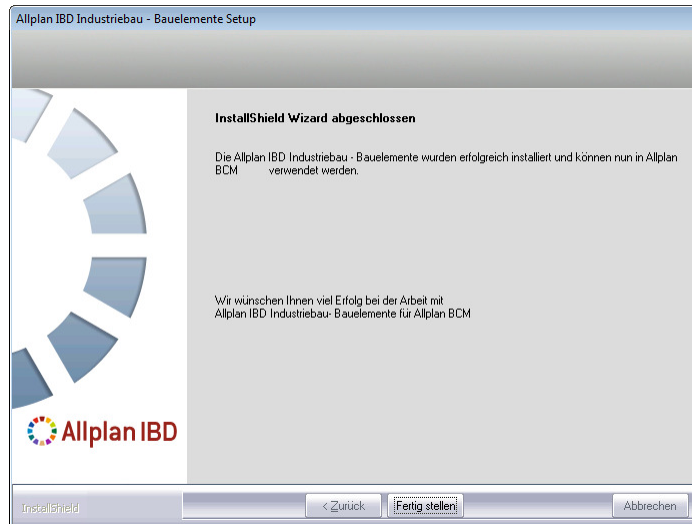 Allplan IBD Industriebau - Bauelemente Setup
InstallShield Wizard abgeschlossen
Die Allplan IBD Industriebau - Bauelemente wurden erfolgreich installiert und können nun in Allplan
BCM verwendet werden.
Wir wünschen Ihnen viel Erfolg bei der Arbeit mit
Allplan IBD Industriebau- Bauelemente für Allplan BCM
Allplan IBD
InstallShield
< Zurück
Fertig stellen
Abbrechen